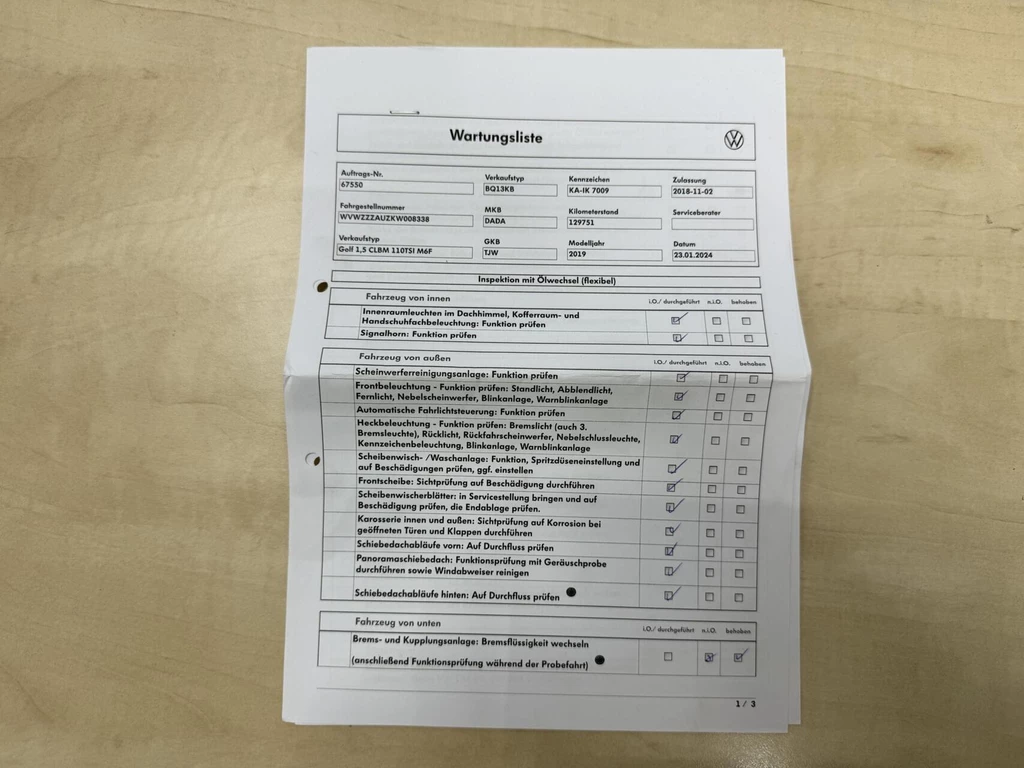 Wartungsliste
Auftrags-Nr. Verkaufstyp Kennzeichen Zulassung
67550 BQ13KB KA-IK 7009 2018-11-02
Fahrgestellnummer MKB Kilometerstand Serviceberater
WVWZZZAUZKW008338 DADA 129751
Verkaufstyp GKB Modelljahr Datum
Golf 1,5 CLBM 110TSI M6F TJW 2019 23.01.2024
Inspektion mit Ölwechsel (flexibel)
Fahrzeug von innen i.O./ durchgeführt n.i.O. behoben
Innenraumleuchten im Dachhimmel, Kofferraum- und
Handschuhfachbeleuchtung: Funktion prüfen
Signalhorn: Funktion prüfen
Fahrzeug von außen i.O./ durchgeführt n.i.O. behoben
Scheinwerferreinigungsanlage: Funktion prüfen
Frontbeleuchtung - Funktion prüfen: Standlicht, Abblendlicht,
Fernlicht, Nebelscheinwerfer, Blinkanlage, Warnblinkanlage
Automatische Fahrlichtsteuerung: Funktion prüfen
Heckbeleuchtung - Funktion prüfen: Bremslicht (auch 3.
Bremsleuchte), Rücklicht, Rückfahrscheinwerfer, Nebelschlussleuchte,
Kennzeichenbeleuchtung, Blinkanlage, Warnblinkanlage
Scheibenwisch- /Waschanlage: Funktion, Spritzdüseneinstellung und
auf Beschädigungen prüfen, ggf. einstellen
Frontscheibe: Sichtprüfung auf Beschädigung durchführen
Scheibenwischerblätter: in Servicestellung bringen und auf
Beschädigung prüfen, die Endablage prüfen.
Karosserie innen und außen: Sichtprüfung auf Korrosion bei
geöffneten Türen und Klappen durchführen
Schiebedachabläufe vorn: Auf Durchfluss prüfen
Panoramaschiebedach: Funktionsprüfung mit Geräuschprobe
durchführen sowie Windabweiser reinigen
Schiebedachabläufe hinten: Auf Durchfluss prüfen
Fahrzeug von unten i.O./ durchgeführt n.i.O. behoben
Brems- und Kupplungsanlage: Bremsflüssigkeit wechseln
(anschließend Funktionsprüfung während der Probefahrt)
1 / 3